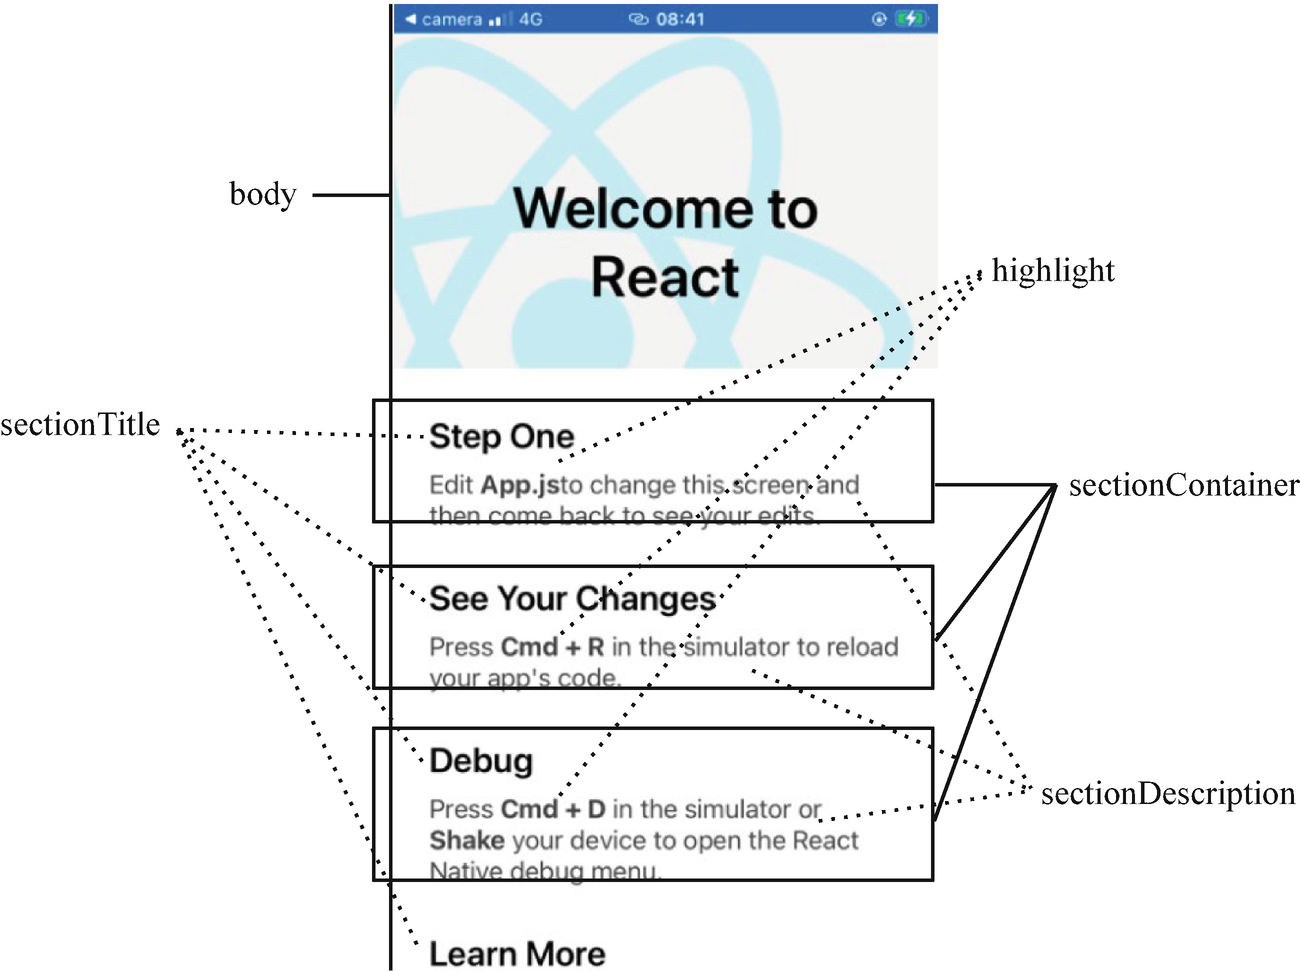 camera 4G 08:41
body
Welcome to
React
highlight
sectionTitle
Step One
Edit App.jsto change this screen and
then come back to see your edits.
sectionContainer
See Your Changes
Press Cmd + R in the simulator to reload
your app's code.
Debug
Press Cmd + D in the simulator or
Shake your device to open the React
Native debug menu.
sectionDescription
Learn More